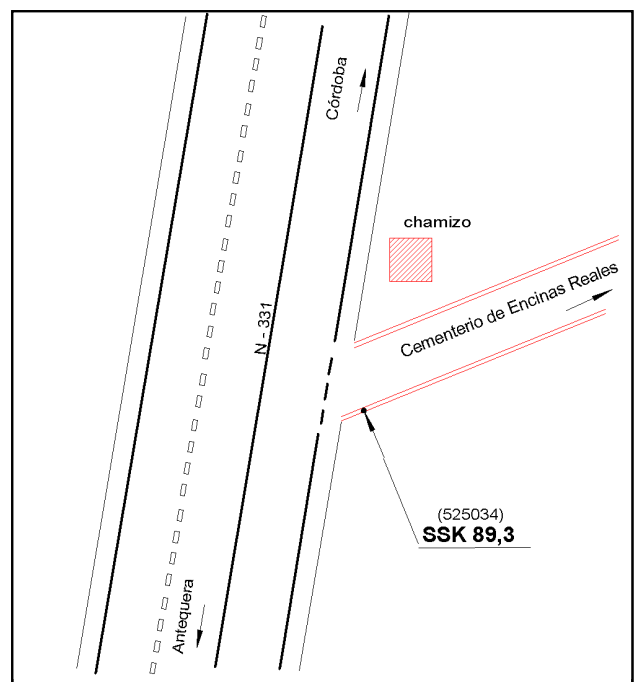 Córdoba
chamizo
Cementerio de Encinas Reales
N - 331
(525034)
SSK 89,3
Antequera